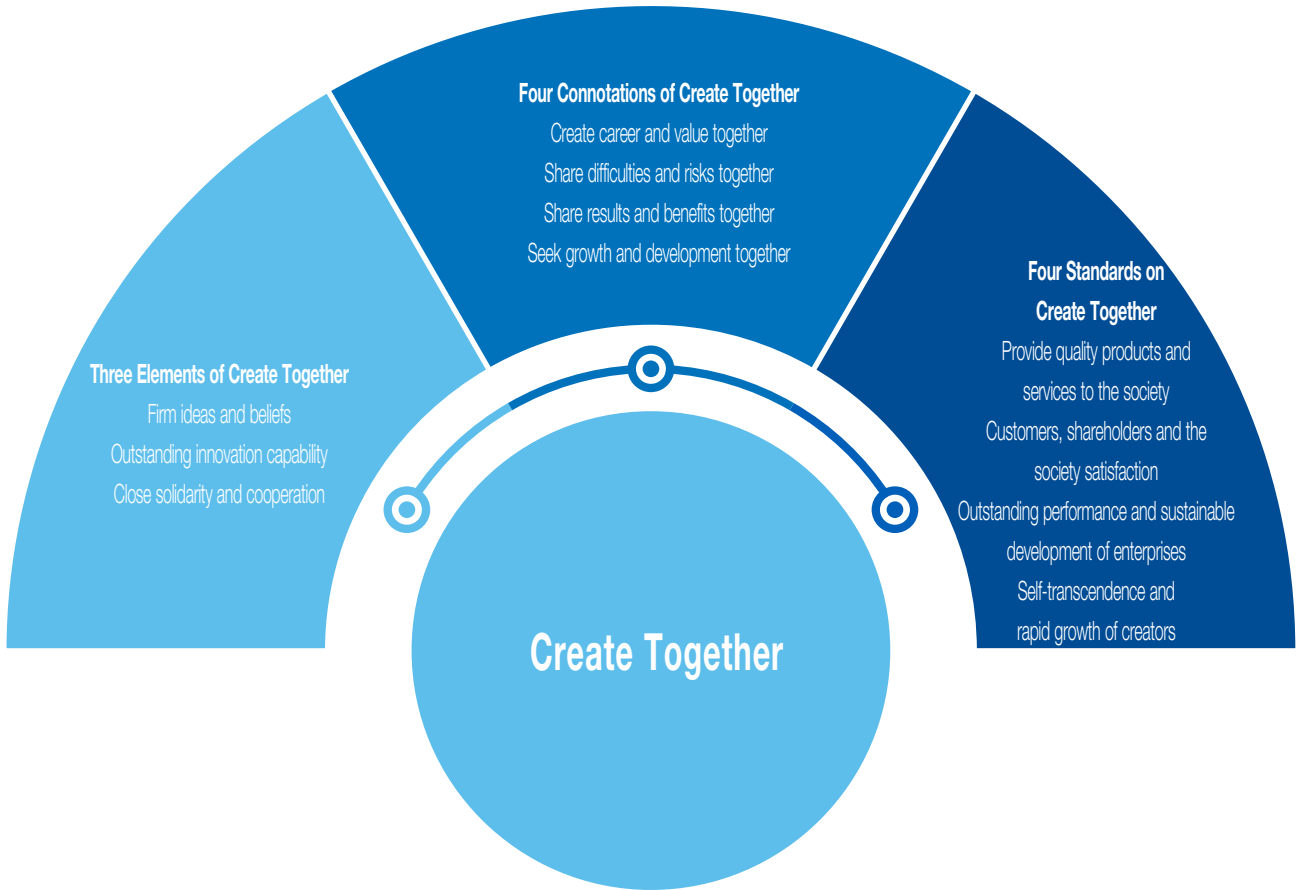 Four Connotations of Create Together
Create career and value together
Share difficulties and risks together
Share results and benefits together
Seek growth and development together
Three Elements of Create Together
Firm ideas and beliefs
Outstanding innovation capability
Close solidarity and cooperation
Four Standards on
Create Together
Provide quality products and
services to the society
Customers, shareholders and the
society satisfaction
Outstanding performance and sustainable
development of enterprises
Self-transcendence and
rapid growth of creators
Create Together